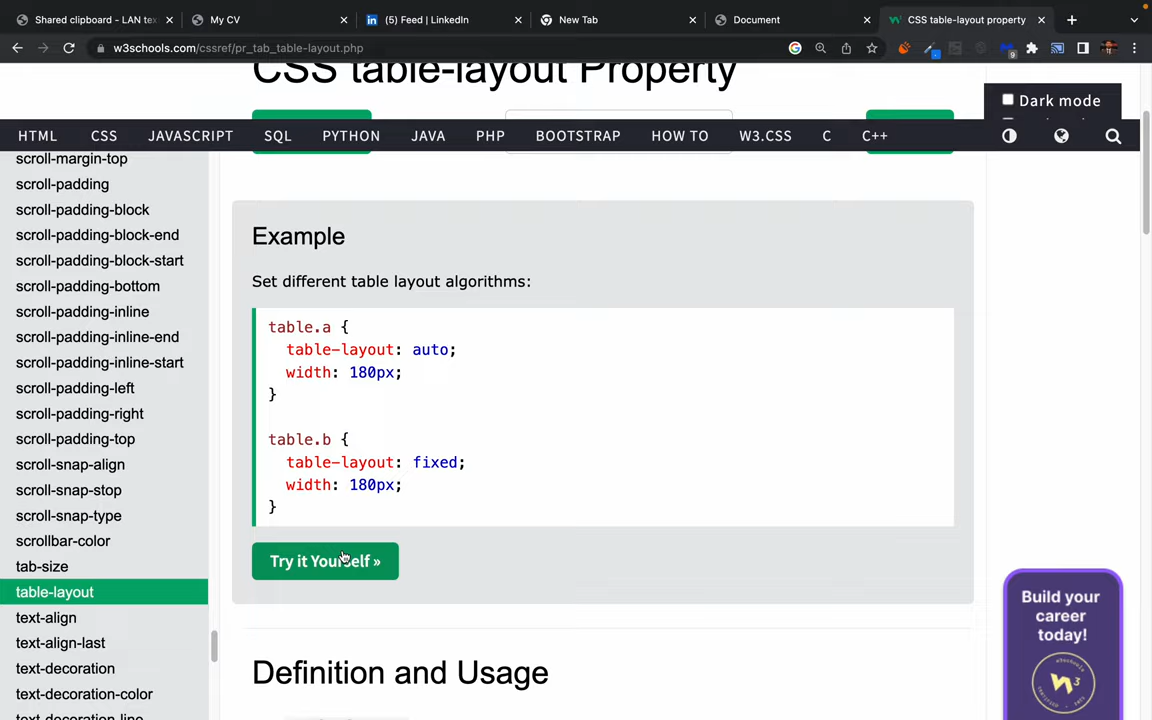 Shared clipboard - LAN tex
My CV
(5) Feed | LinkedIn
New Tab
Document
CSS table-layout property
w3schools.com/cssref/pr_tab_table-layout.php
9
CSS table-layout Property
Dark mode
HTML CSS JAVASCRIPT SQL PYTHON JAVA PHP BOOTSTRAP HOW TO W3.CSS C C++
scroll-margin-top
scroll-padding
scroll-padding-block
scroll-padding-block-end
scroll-padding-block-start
scroll-padding-bottom
scroll-padding-inline
scroll-padding-inline-end
scroll-padding-inline-start
scroll-padding-left
scroll-padding-right
scroll-padding-top
scroll-snap-align
scroll-snap-stop
scroll-snap-type
scrollbar-color
tab-size
table-layout
text-align
text-align-last
text-decoration
text-decoration-color
text-decoration-line
Example
Set different table layout algorithms:
table.a {
table-layout: auto;
width: 180px;
}
table.b {
table-layout: fixed;
width: 180px;
}
Try it Yourself »
Definition and Usage
Build your
career
today!